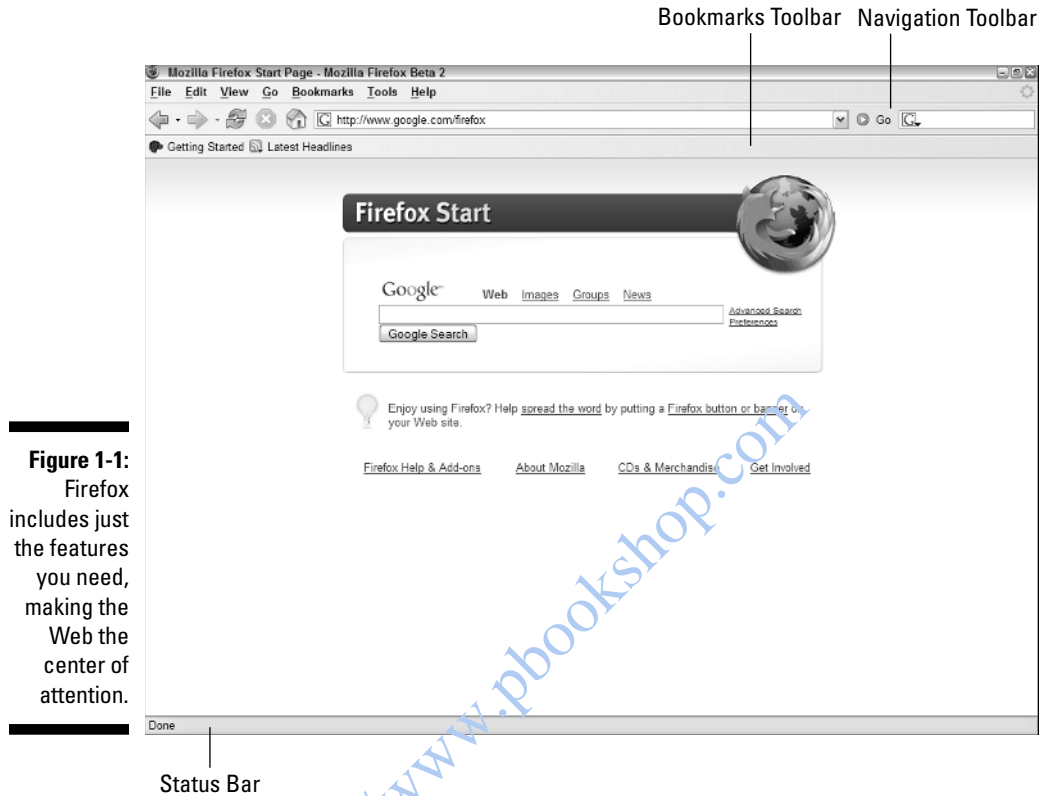 Bookmarks Toolbar Navigation Toolbar
Mozilla Firefox Start Page - Mozilla Firefox Beta 2
File Edit View Go Bookmarks Tools Help
G http://www.google.com/firefox Go G
Getting Started Latest Headlines
Firefox Start
Google™ Web Images Groups News
Advanced Search
Preferences
Google Search
Enjoy using Firefox? Help spread the word by putting a Firefox button or banner on
your Web site.
Firefox Help & Add-ons About Mozilla CDs & Merchandise Get Involved
Figure 1-1:
Firefox
includes just
the features
you need,
making the
Web the
center of
attention.
Done
Status Bar
www.pbookshop.com